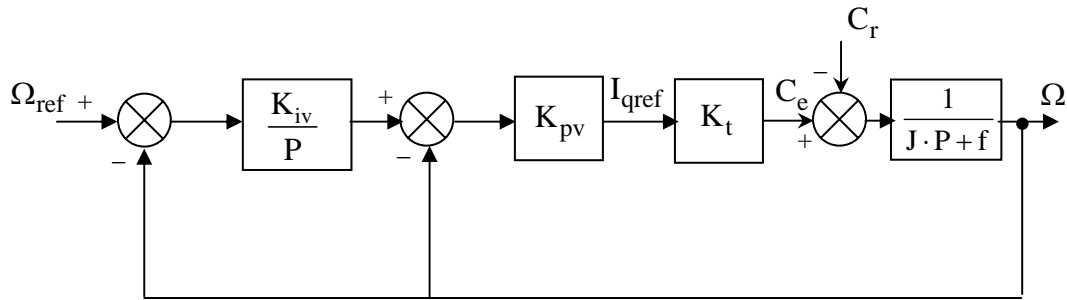 C_r
Ω_ref + − K_iv / P + − K_pv I_qref K_t C_e − + 1 / (J · P + f) Ω